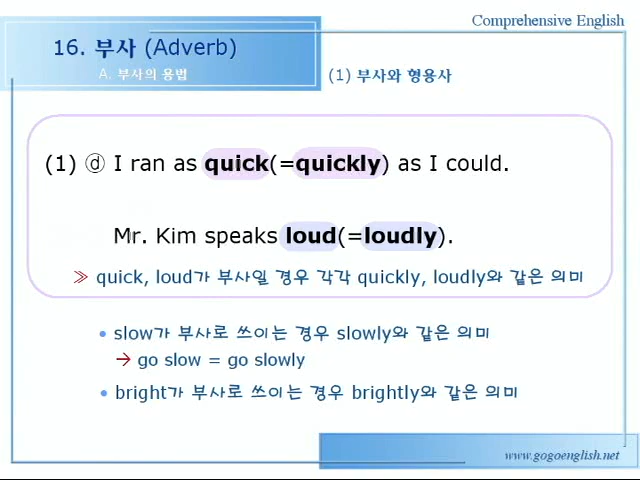 Comprehensive English
16. 부사 (Adverb)
A. 부사의 용법
(1) 부사와 형용사
(1) ⓓ I ran as quick(=quickly) as I could.
Mr. Kim speaks loud(=loudly).
≫ quick, loud가 부사일 경우 각각 quickly, loudly와 같은 의미
• slow가 부사로 쓰이는 경우 slowly와 같은 의미
→ go slow = go slowly
• bright가 부사로 쓰이는 경우 brightly와 같은 의미
www.gogoenglish.net